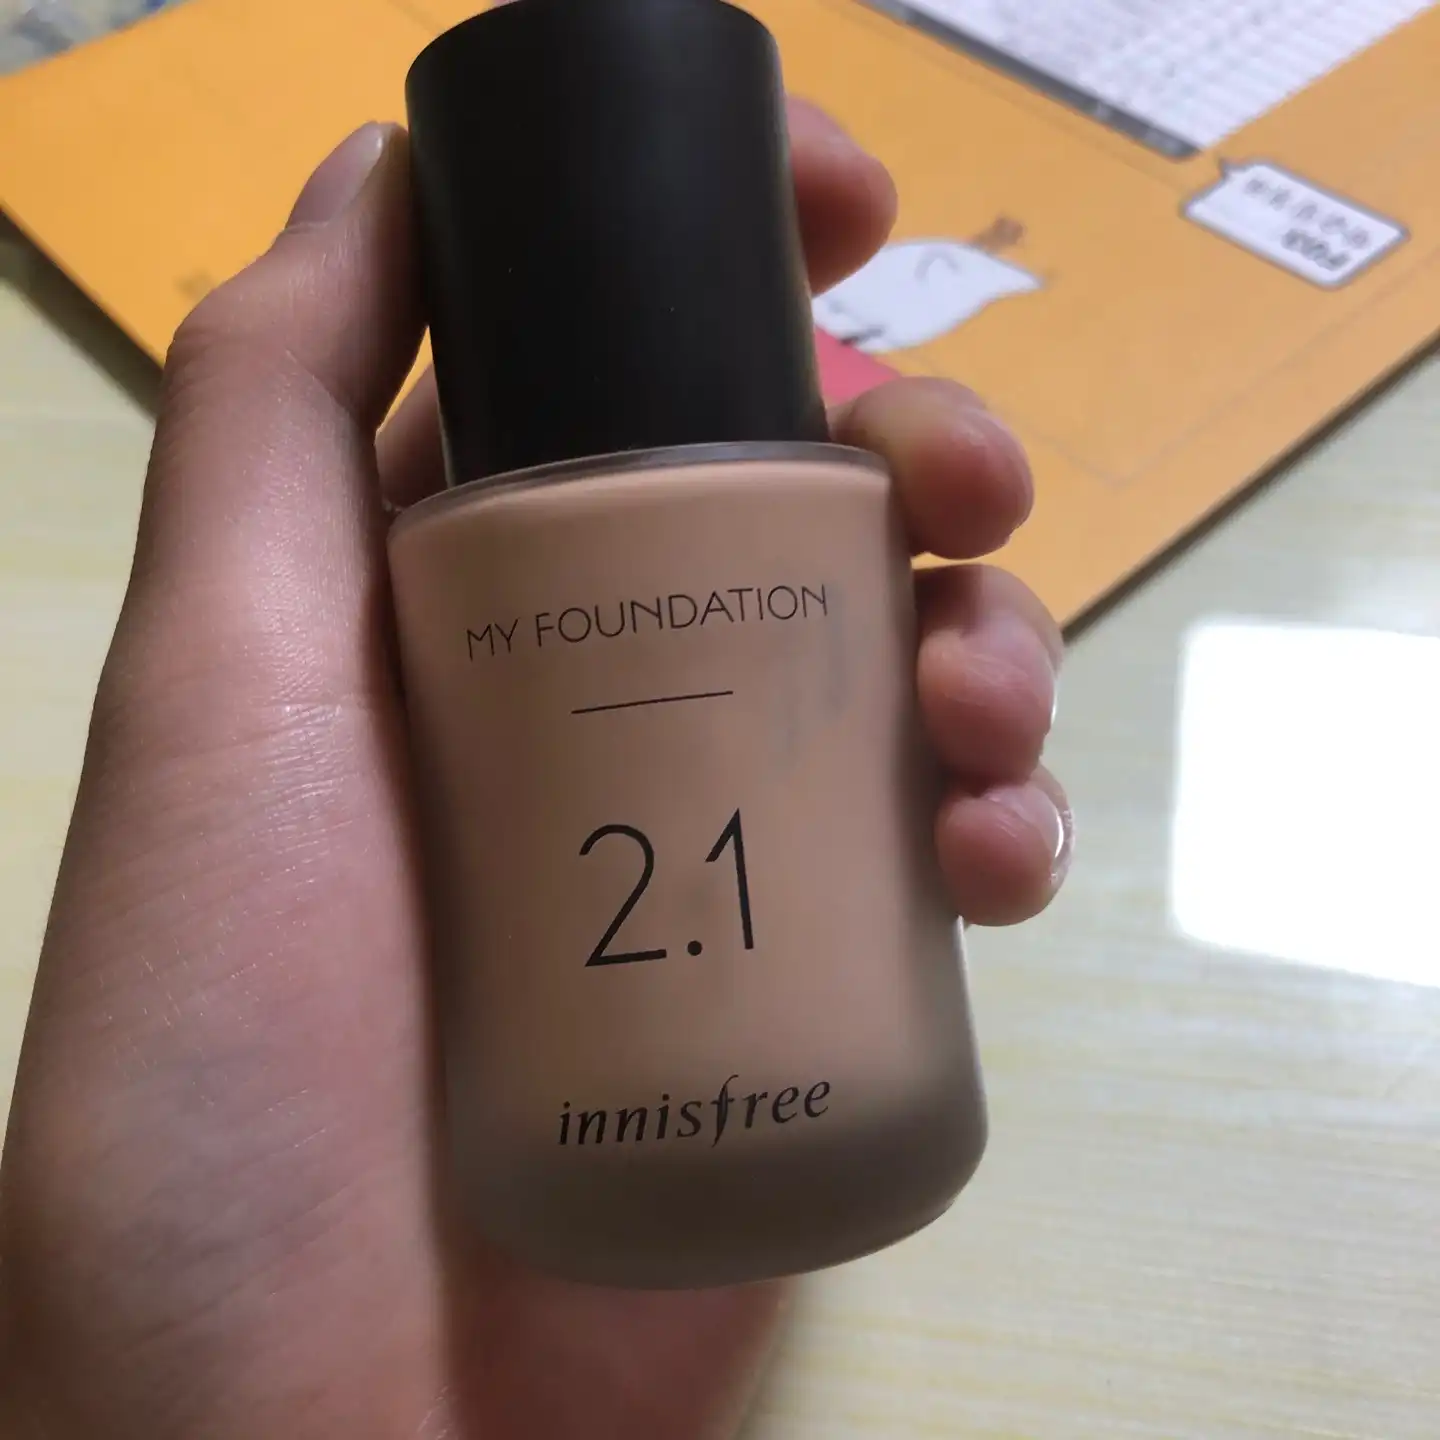 MY FOUNDATION
2.1
innisfree